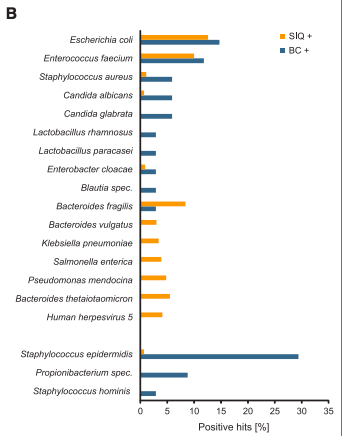 B
SIQ +
BC +
Escherichia coli
Enterococcus faecium
Staphylococcus aureus
Candida albicans
Candida glabrata
Lactobacillus rhamnosus
Lactobacillus paracasei
Enterobacter cloacae
Blautia spec.
Bacteroides fragilis
Bacteroides vulgatus
Klebsiella pneumoniae
Salmonella enterica
Pseudomonas mendocina
Bacteroides thetaiotaomicron
Human herpesvirus 5
Staphylococcus epidermidis
Propionibacterium spec.
Staphylococcus hominis
0 5 10 15 20 25 30 35
Positive hits [%]